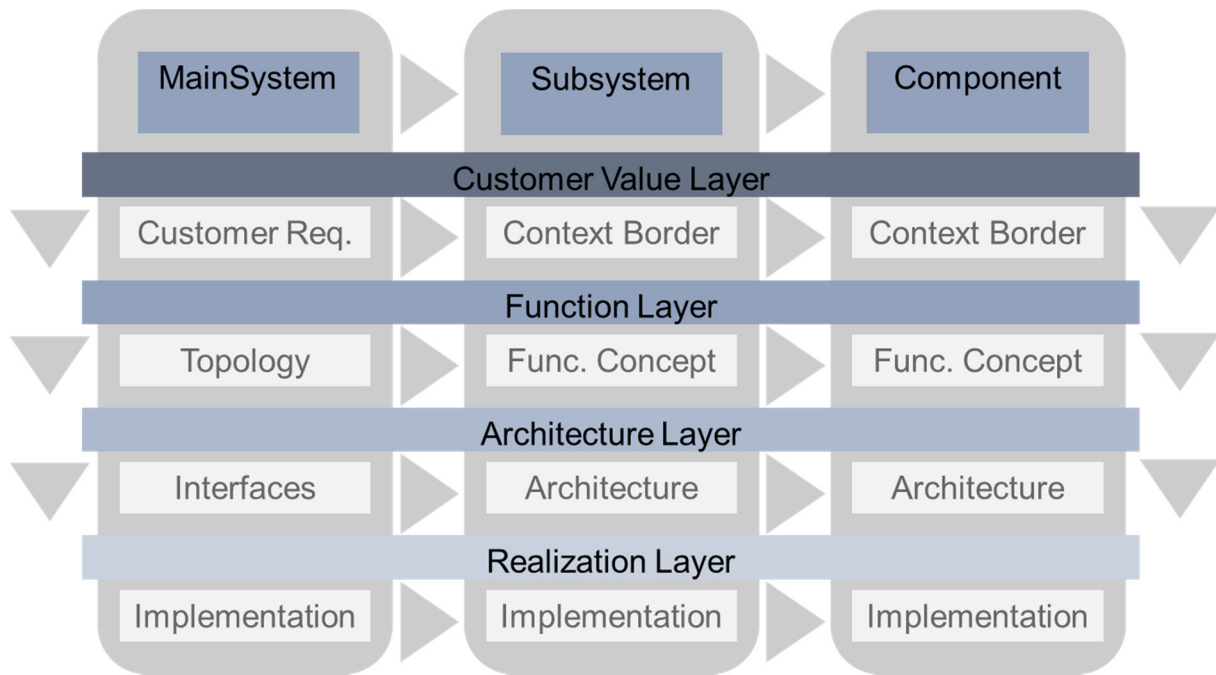 MainSystem
Subsystem
Component
Customer Value Layer
Customer Req.
Context Border
Context Border
Function Layer
Topology
Func. Concept
Func. Concept
Architecture Layer
Interfaces
Architecture
Architecture
Realization Layer
Implementation
Implementation
Implementation